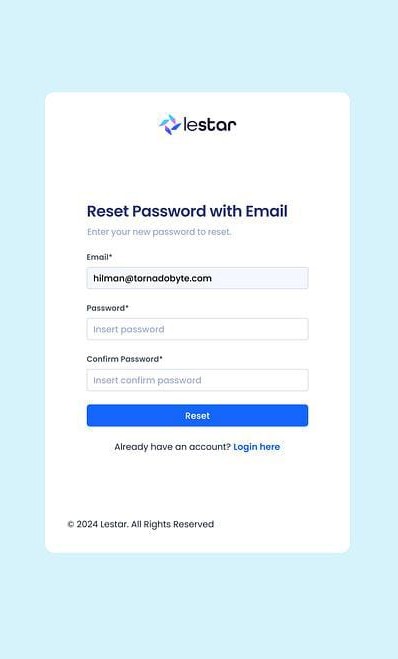 lestar
Reset Password with Email
Enter your new password to reset.
Email*
hilman@tornadobyte.com
Password*
Insert password
Confirm Password*
Insert confirm password
Reset
Already have an account? Login here
© 2024 Lestar. All Rights Reserved